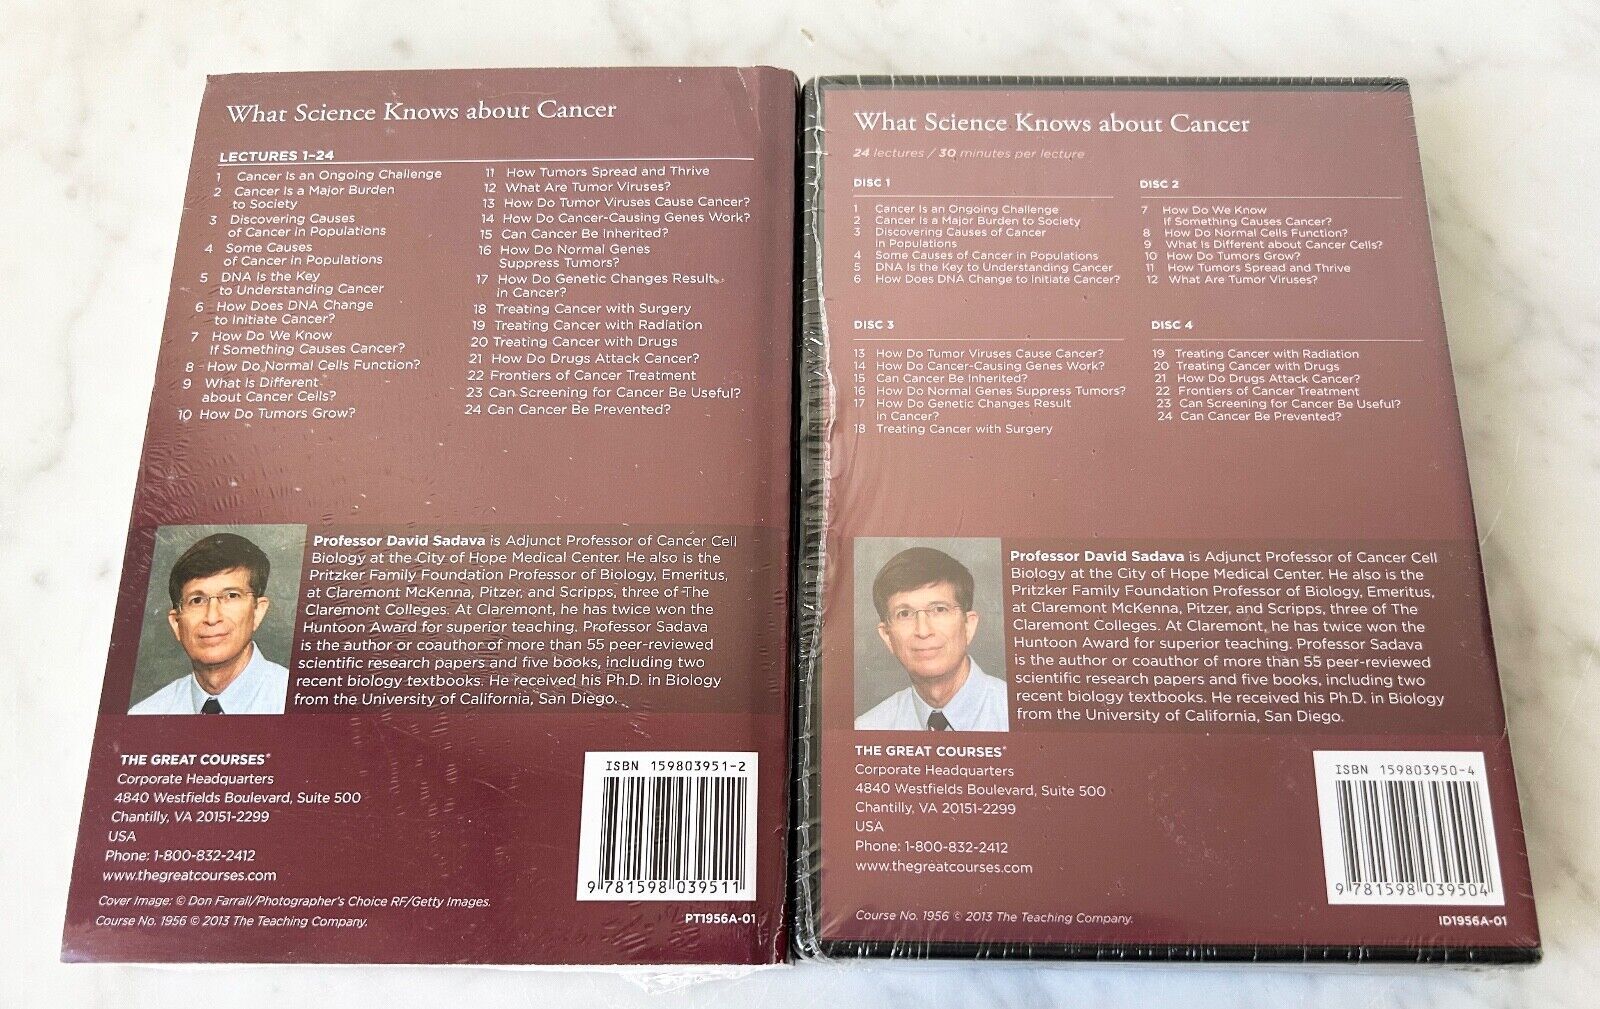 What Science Knows about Cancer
LECTURES 1–24
1 Cancer Is an Ongoing Challenge
2 Cancer Is a Major Burden
to Society
3 Discovering Causes
of Cancer in Populations
4 Some Causes
of Cancer in Populations
5 DNA Is the Key
to Understanding Cancer
6 How Does DNA Change
to Initiate Cancer?
7 How Do We Know
If Something Causes Cancer?
8 How Do Normal Cells Function?
9 What Is Different
about Cancer Cells?
10 How Do Tumors Grow?
11 How Tumors Spread and Thrive
12 What Are Tumor Viruses?
13 How Do Tumor Viruses Cause Cancer?
14 How Do Cancer-Causing Genes Work?
15 Can Cancer Be Inherited?
16 How Do Normal Genes
Suppress Tumors?
17 How Do Genetic Changes Result
in Cancer?
18 Treating Cancer with Surgery
19 Treating Cancer with Radiation
20 Treating Cancer with Drugs
21 How Do Drugs Attack Cancer?
22 Frontiers of Cancer Treatment
23 Can Screening for Cancer Be Useful?
24 Can Cancer Be Prevented?
Professor David Sadava is Adjunct Professor of Cancer Cell
Biology at the City of Hope Medical Center. He also is the
Pritzker Family Foundation Professor of Biology, Emeritus,
at Claremont McKenna, Pitzer, and Scripps, three of The
Claremont Colleges. At Claremont, he has twice won the
Huntoon Award for superior teaching. Professor Sadava
is the author or coauthor of more than 55 peer-reviewed
scientific research papers and five books, including two
recent biology textbooks. He received his Ph.D. in Biology
from the University of California, San Diego.
THE GREAT COURSES®
Corporate Headquarters
4840 Westfields Boulevard, Suite 500
Chantilly, VA 20151-2299
USA
Phone: 1-800-832-2412
www.thegreatcourses.com
Cover Image: © Don Farrall/Photographer's Choice RF/Getty Images.
Course No. 1956 © 2013 The Teaching Company.
ISBN 159803951-2
9 781598 039511
PT1956A-01
What Science Knows about Cancer
24 lectures / 30 minutes per lecture
DISC 1
1 Cancer Is an Ongoing Challenge
2 Cancer Is a Major Burden to Society
3 Discovering Causes of Cancer
in Populations
4 Some Causes of Cancer in Populations
5 DNA Is the Key to Understanding Cancer
6 How Does DNA Change to Initiate Cancer?
DISC 2
7 How Do We Know
If Something Causes Cancer?
8 How Do Normal Cells Function?
9 What Is Different about Cancer Cells?
10 How Do Tumors Grow?
11 How Tumors Spread and Thrive
12 What Are Tumor Viruses?
DISC 3
13 How Do Tumor Viruses Cause Cancer?
14 How Do Cancer-Causing Genes Work?
15 Can Cancer Be Inherited?
16 How Do Normal Genes Suppress Tumors?
17 How Do Genetic Changes Result
in Cancer?
18 Treating Cancer with Surgery
DISC 4
19 Treating Cancer with Radiation
20 Treating Cancer with Drugs
21 How Do Drugs Attack Cancer?
22 Frontiers of Cancer Treatment
23 Can Screening for Cancer Be Useful?
24 Can Cancer Be Prevented?
Professor David Sadava is Adjunct Professor of Cancer Cell
Biology at the City of Hope Medical Center. He also is the
Pritzker Family Foundation Professor of Biology, Emeritus,
at Claremont McKenna, Pitzer, and Scripps, three of The
Claremont Colleges. At Claremont, he has twice won the
Huntoon Award for superior teaching. Professor Sadava
is the author or coauthor of more than 55 peer-reviewed
scientific research papers and five books, including two
recent biology textbooks. He received his Ph.D. in Biology
from the University of California, San Diego.
THE GREAT COURSES®
Corporate Headquarters
4840 Westfields Boulevard, Suite 500
Chantilly, VA 20151-2299
USA
Phone: 1-800-832-2412
www.thegreatcourses.com
Course No. 1956 © 2013 The Teaching Company.
ISBN 159803950-4
9 781598 039504
ID1956A-01